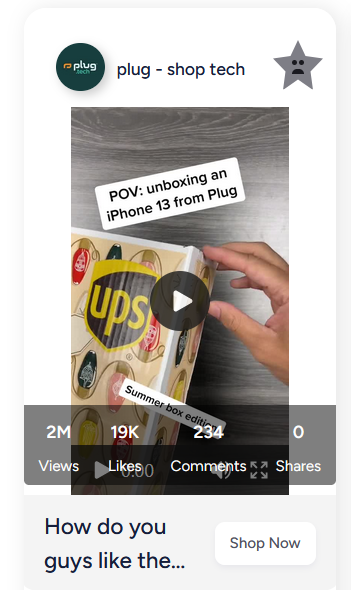 plug
tech
plug - shop tech
POV: unboxing an
iPhone 13 from Plug
ups
Summer box edition
2M
19K
234
0
Views
Likes
Comments
Shares
0:00
How do you
guys like the...
Shop Now